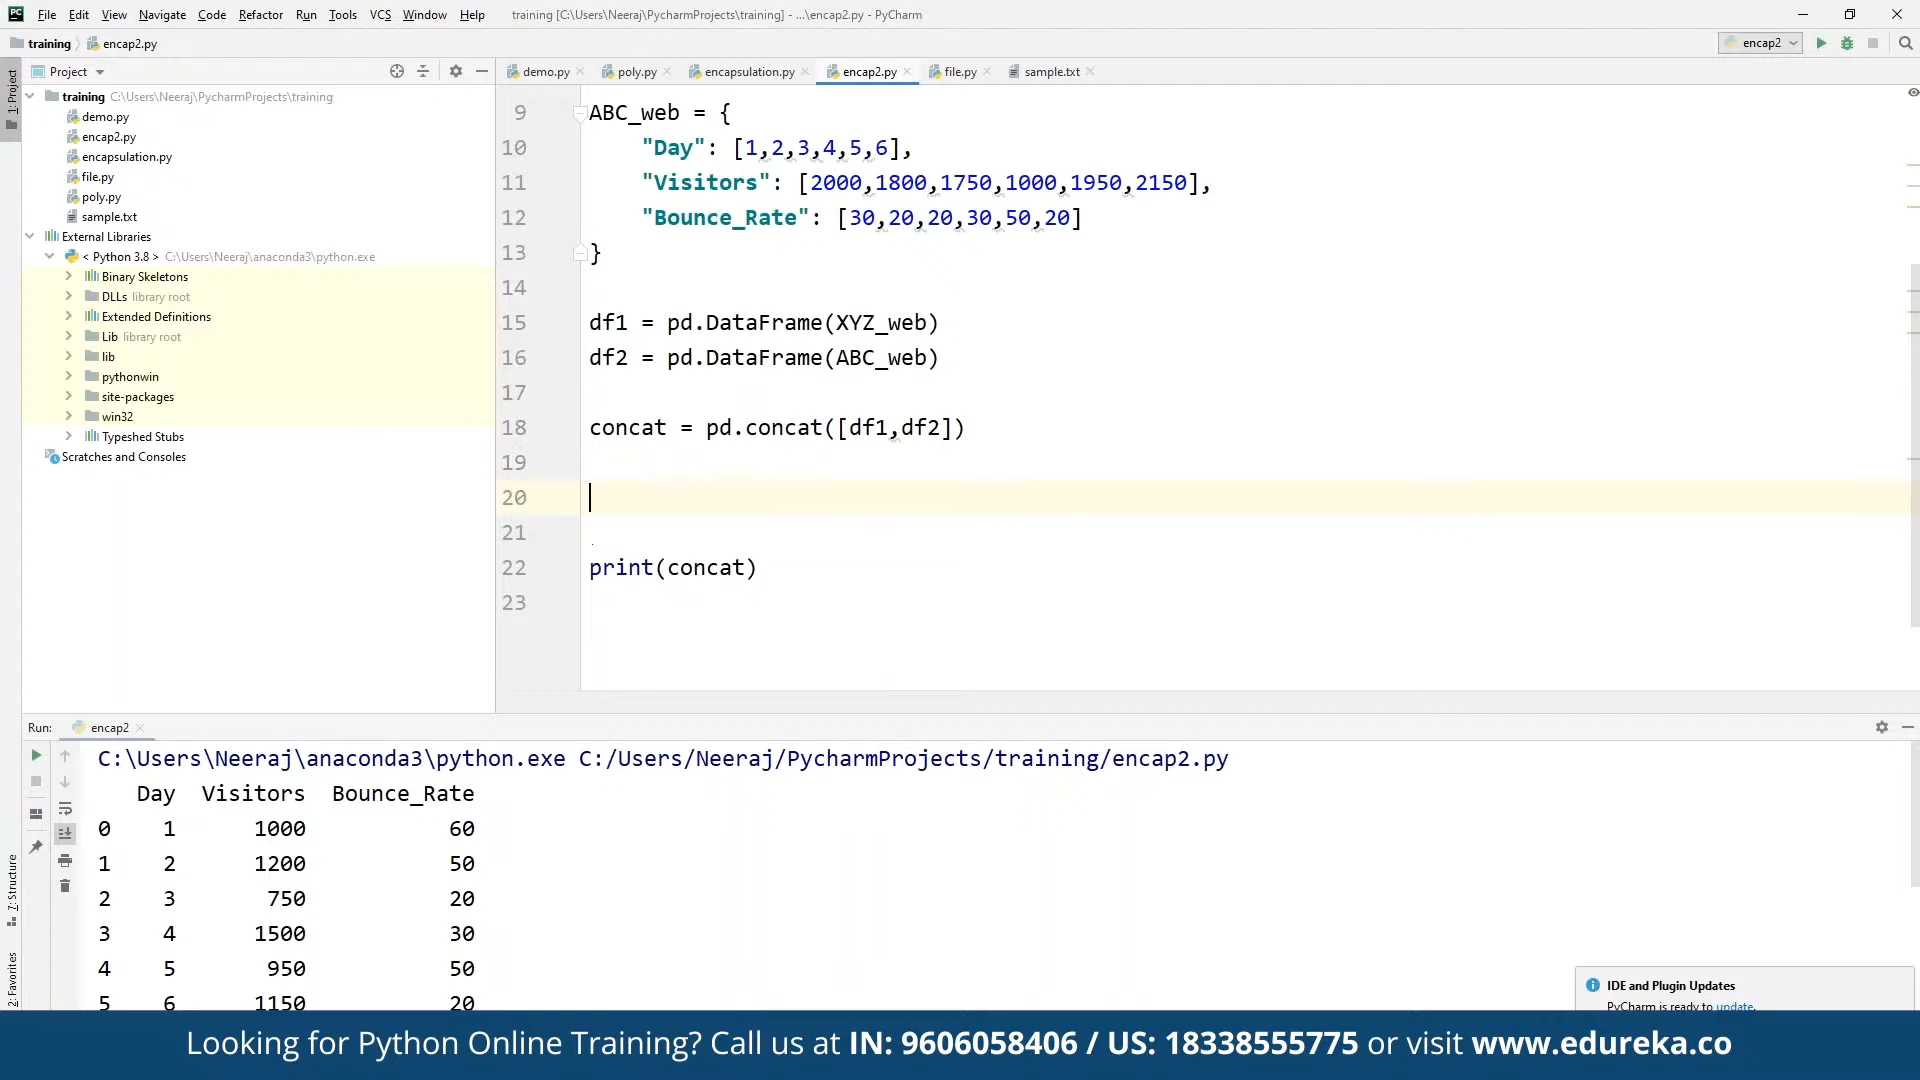 File Edit View Navigate Code Refactor Run Tools VCS Window Help training [C:\Users\Neeraj\PycharmProjects\training] - ...\encap2.py - PyCharm
training encap2.py encap2
1: Project
Project
demo.py poly.py encapsulation.py encap2.py file.py sample.txt
training C:\Users\Neeraj\PycharmProjects\training
demo.py
encap2.py
encapsulation.py
file.py
poly.py
sample.txt
External Libraries
< Python 3.8 > C:\Users\Neeraj\anaconda3\python.exe
Binary Skeletons
DLLs library root
Extended Definitions
Lib library root
lib
pythonwin
site-packages
win32
Typeshed Stubs
Scratches and Consoles
9 ABC_web = {
10 "Day": [1,2,3,4,5,6],
11 "Visitors": [2000,1800,1750,1000,1950,2150],
12 "Bounce_Rate": [30,20,20,30,50,20]
13 }
14
15 df1 = pd.DataFrame(XYZ_web)
16 df2 = pd.DataFrame(ABC_web)
17
18 concat = pd.concat([df1,df2])
19
20
21
22 print(concat)
23
Run: encap2
C:\Users\Neeraj\anaconda3\python.exe C:/Users/Neeraj/PycharmProjects/training/encap2.py
Day Visitors Bounce_Rate
0 1 1000 60
1 2 1200 50
2 3 750 20
3 4 1500 30
4 5 950 50
5 6 1150 20
7: Structure
2: Favorites
IDE and Plugin Updates
PyCharm is ready to update.
Looking for Python Online Training? Call us at IN: 9606058406 / US: 18338555775 or visit www.edureka.co